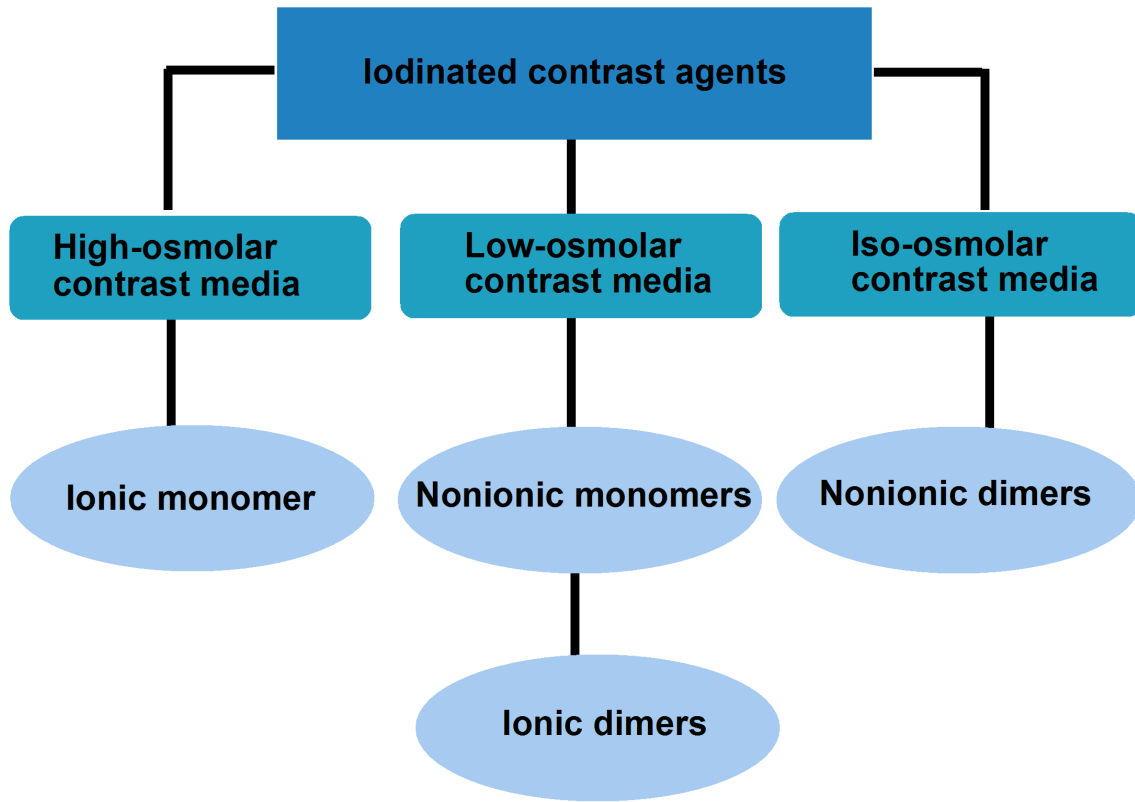 Iodinated contrast agents
High-osmolar
contrast media
Low-osmolar
contrast media
Iso-osmolar
contrast media
Ionic monomer
Nonionic monomers
Nonionic dimers
Ionic dimers